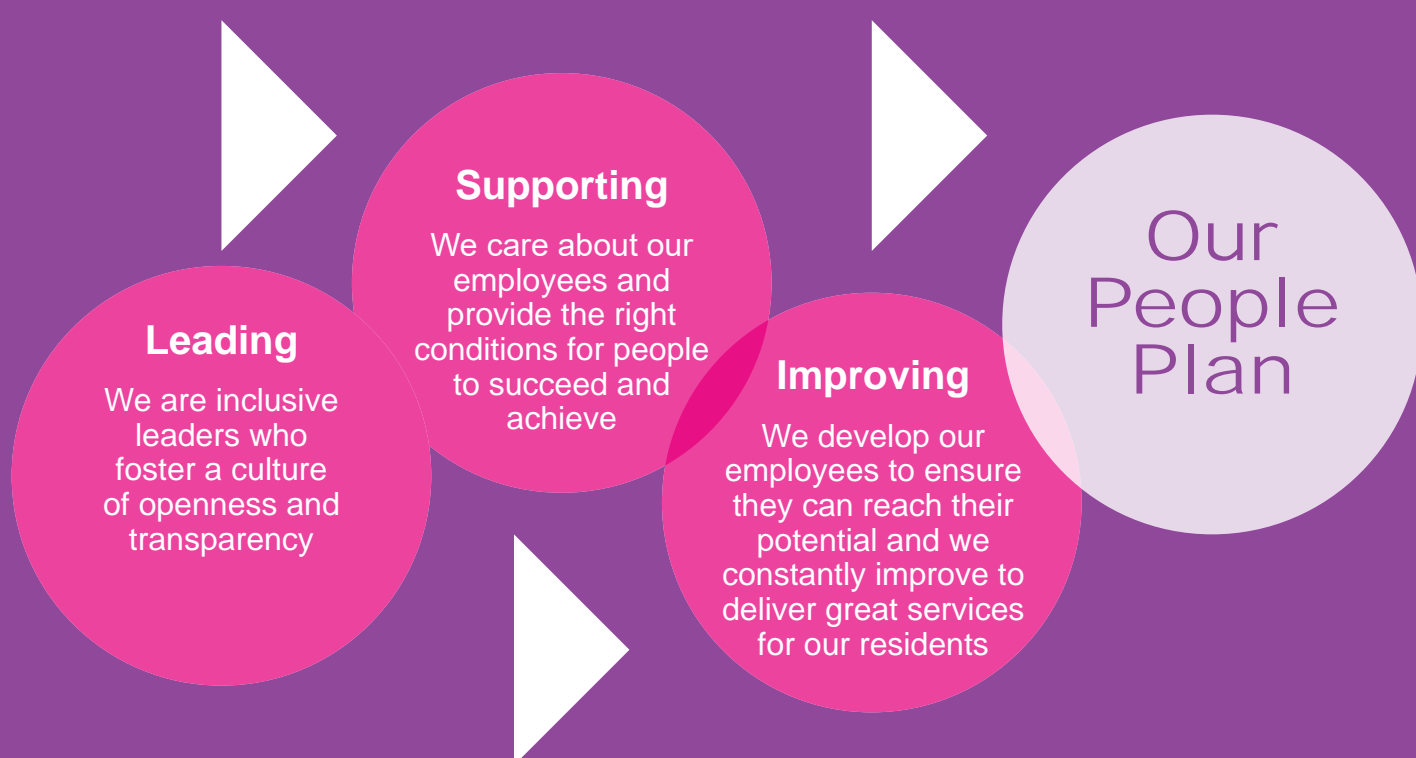 Leading
We are inclusive
leaders who
foster a culture
of openness and
transparency
Supporting
We care about our
employees and
provide the right
conditions for people
to succeed and
achieve
Improving
We develop our
employees to ensure
they can reach their
potential and we
constantly improve to
deliver great services
for our residents
Our
People
Plan